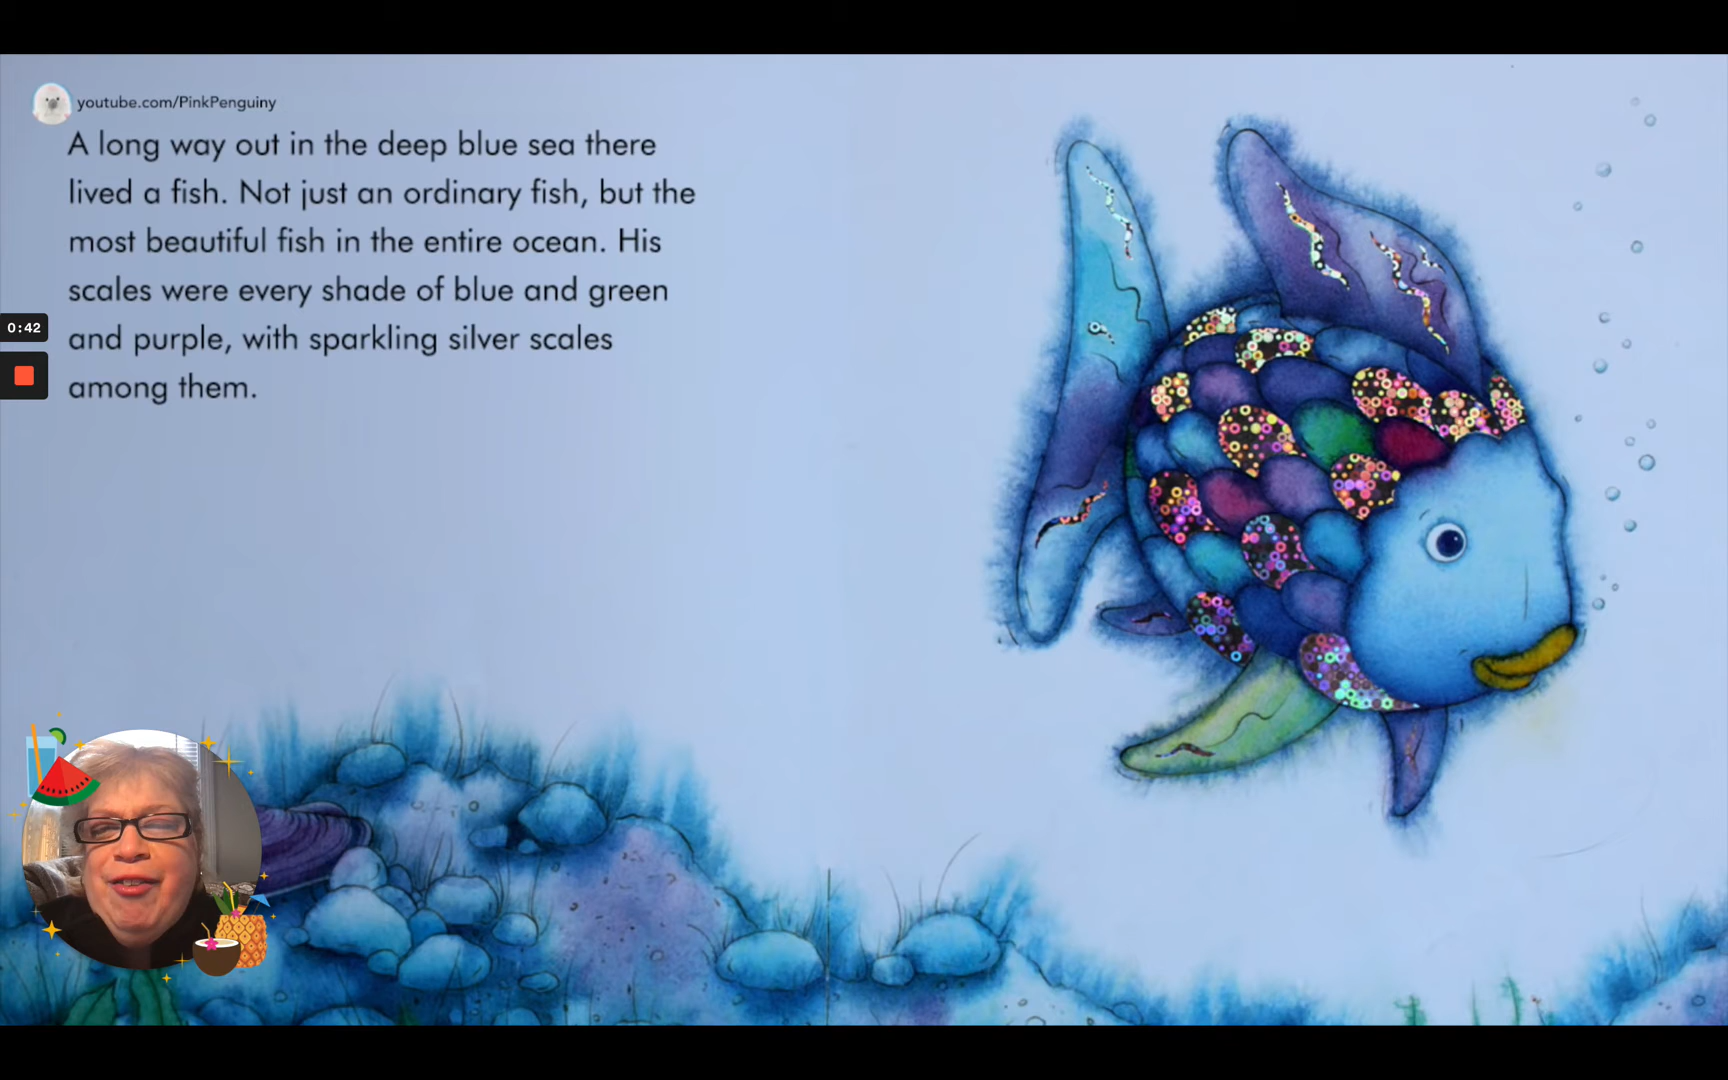 youtube.com/PinkPenguiny
A long way out in the deep blue sea there
lived a fish. Not just an ordinary fish, but the
most beautiful fish in the entire ocean. His
scales were every shade of blue and green
and purple, with sparkling silver scales
among them.
0:42